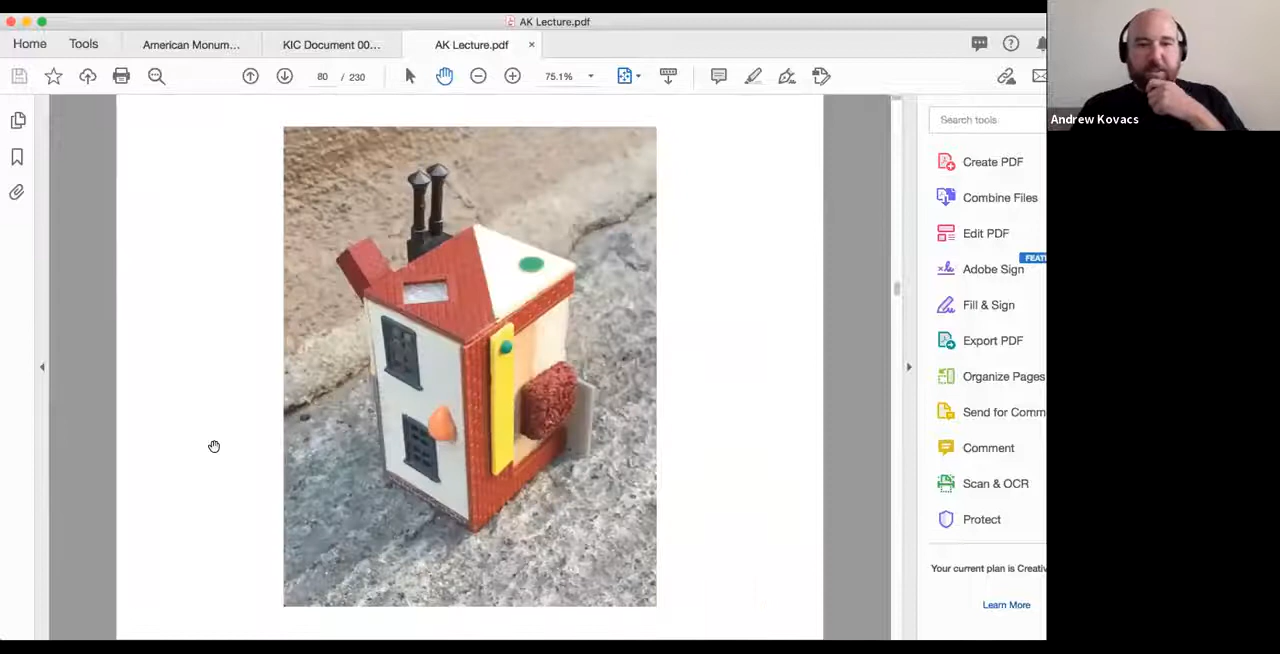 AK Lecture.pdf
Home Tools American Monum... KIC Document 00... AK Lecture.pdf ×
80 / 230 75.1%
Andrew Kovacs
Search tools
Create PDF
Combine Files
Edit PDF
FEAT
Adobe Sign
Fill & Sign
Export PDF
Organize Pages
Send for Comm
Comment
Scan & OCR
Protect
Your current plan is Creativ
Learn More